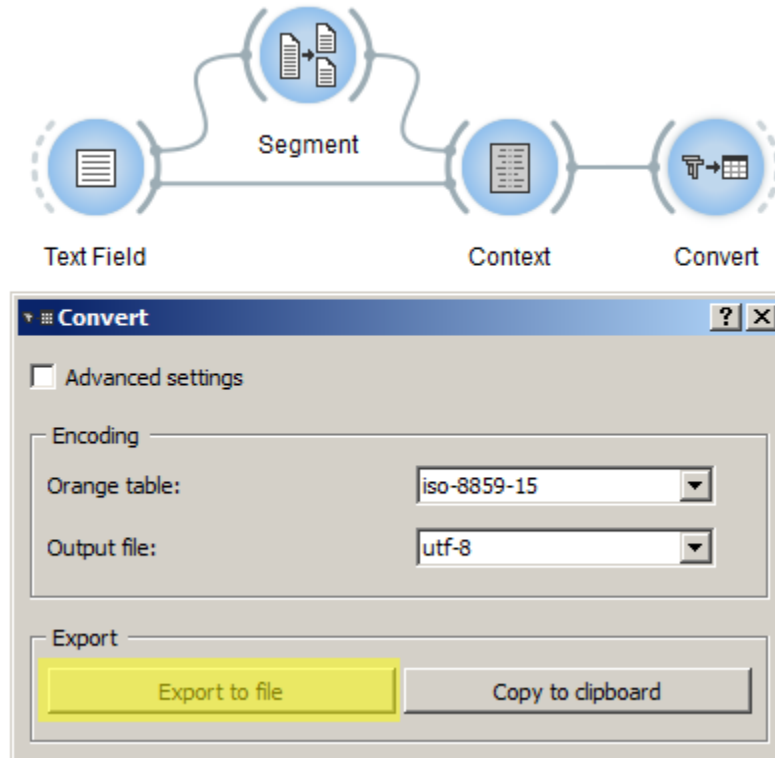 Segment
Text Field
Context
Convert
Convert
Advanced settings
Encoding
Orange table:
iso-8859-15
Output file:
utf-8
Export
Export to file
Copy to clipboard